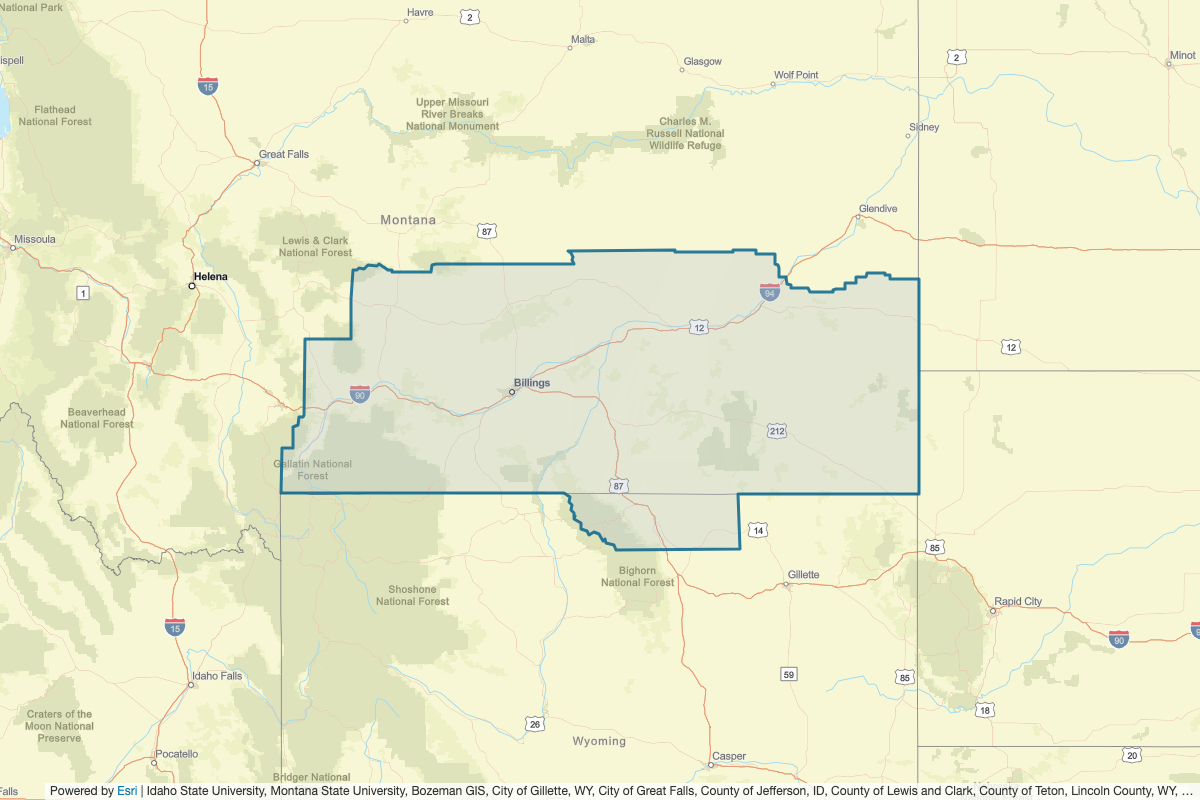 National Park
Havre
2
Malta
ispell
Glasgow
2
Minot
Wolf Point
15
Flathead
National Forest
Upper Missouri
River Breaks
National Monument
Charles M.
Russell National
Wildlife Refuge
Sidney
Great Falls
Glendive
Montana
87
Missoula
Lewis & Clark
National Forest
Helena
1
94
12
12
Billings
90
Beaverhead
National Forest
212
Gallatin National
Forest
87
14
85
Bighorn
National Forest
Gillette
Shoshone
National Forest
Rapid City
15
90
Idaho Falls
59
85
Craters of the
Moon National
Preserve
18
26
Wyoming
Pocatello
Casper
20
Bridger National
Falls
Powered by Esri | Idaho State University, Montana State University, Bozeman GIS, City of Gillette, WY, City of Great Falls, County of Jefferson, ID, County of Lewis and Clark, County of Teton, Lincoln County, WY, ...